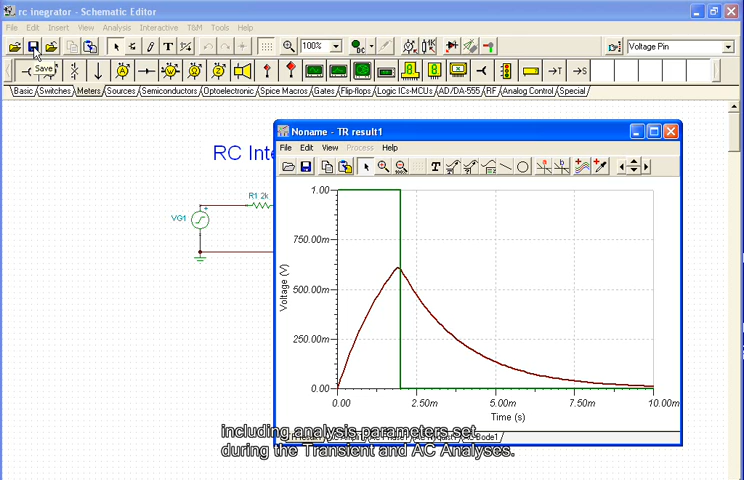 rc inegrator - Schematic Editor
File Edit Insert View Analysis Interactive T&M Tools Help
100% DC Voltage Pin
Save
Basic Switches Meters Sources Semiconductors Optoelectronic Spice Macros Gates Flip-flops Logic ICs-MCUs AD/DA-555 RF Analog Control Special
RC Inte
R1 2k
VG1
Noname - TR result1
File Edit View Process Help
1.00
750.00m
500.00m
250.00m
0.00
Voltage (V)
0.00 2.50m 5.00m 7.50m 10.00m
Time (s)
including analysis parameters set
during the Transient and AC Analyses.